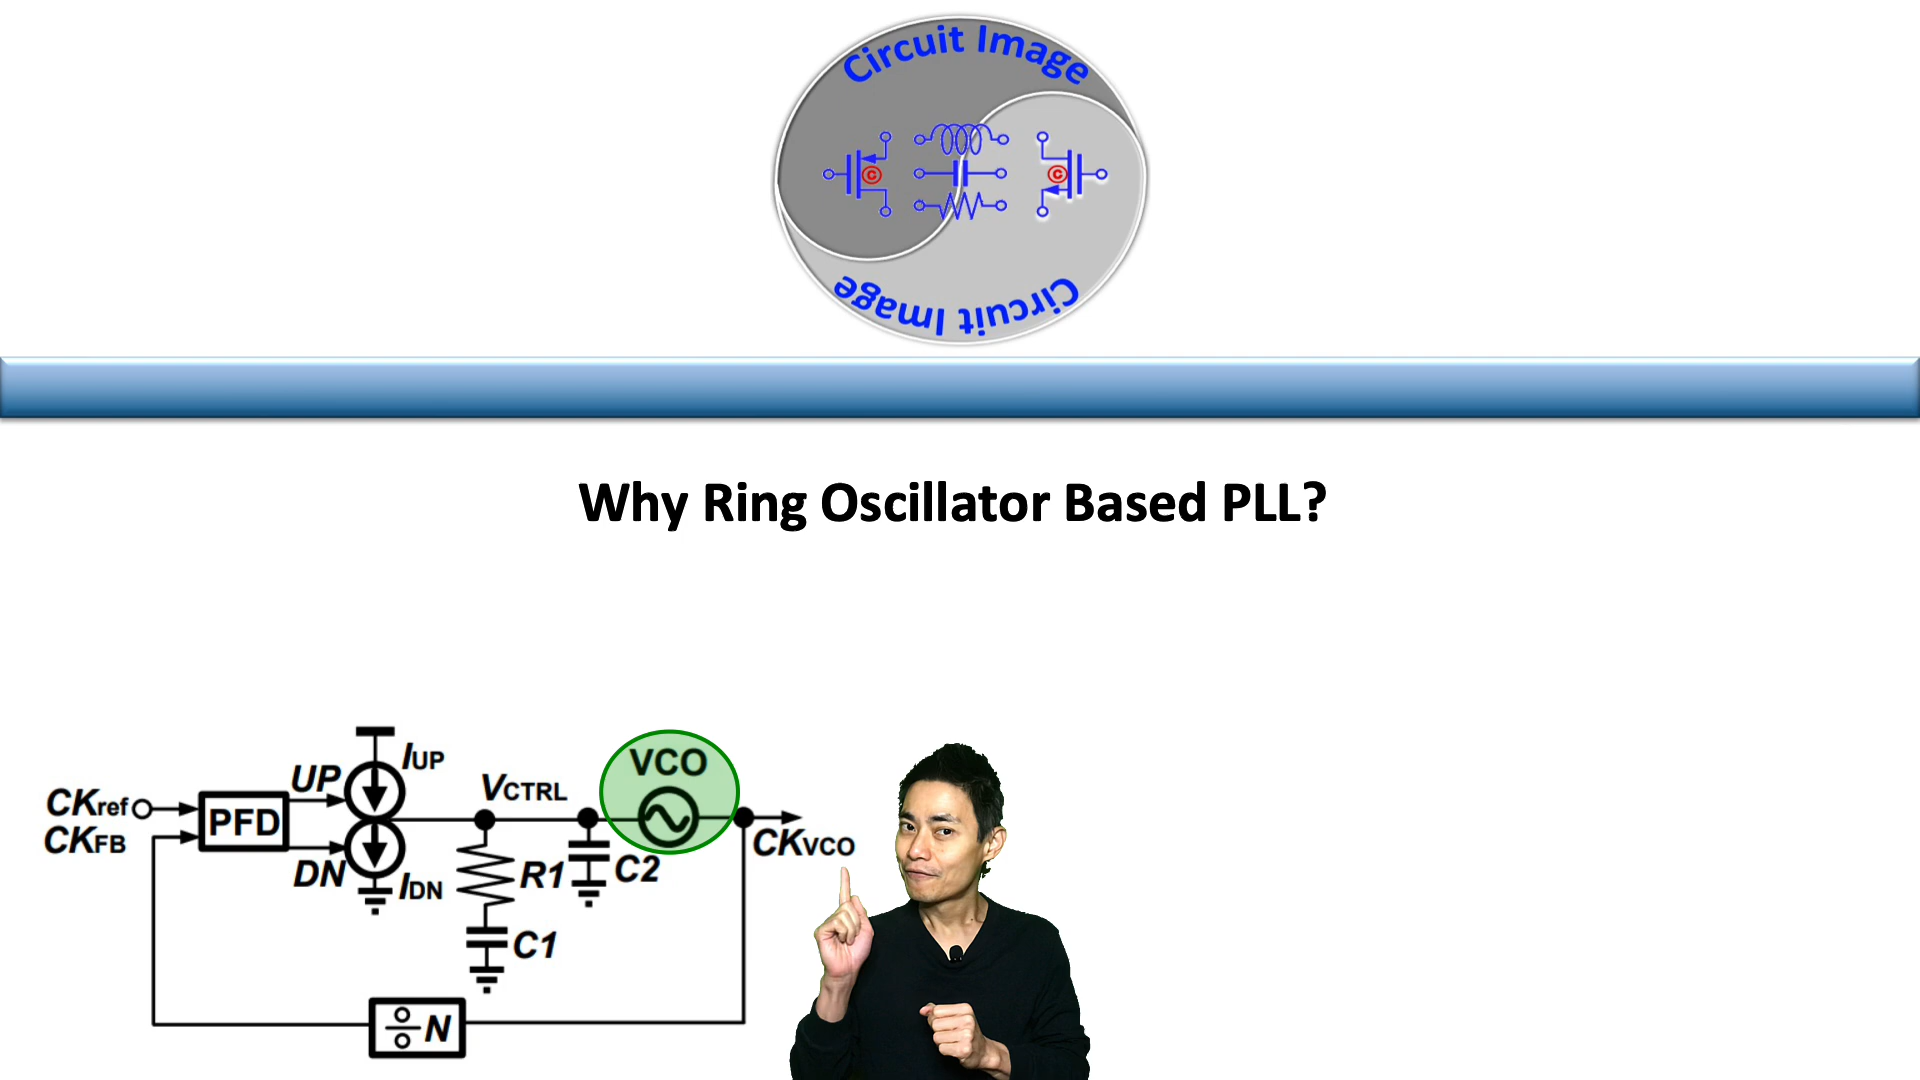 Circuit Image
© ©
Circuit Image
Why Ring Oscillator Based PLL?
VCO
IUP
UP
VCTRL
CKref
PFD
CKFB
CKVCO
DN
IDN
R1
C2
C1
÷N